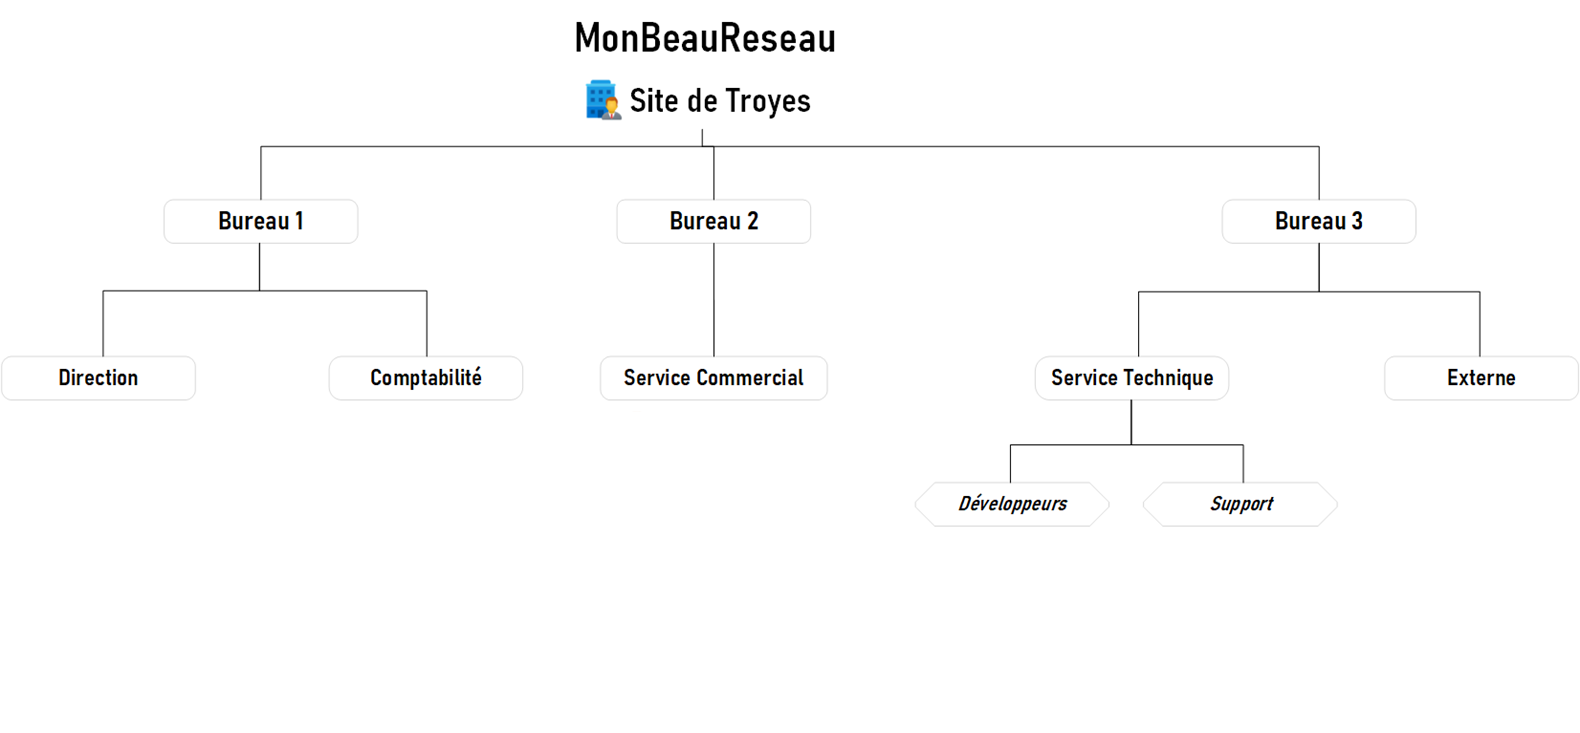 MonBeauReseau
Site de Troyes
Bureau 1
Bureau 2
Bureau 3
Direction
Comptabilité
Service Commercial
Service Technique
Externe
Développeurs
Support